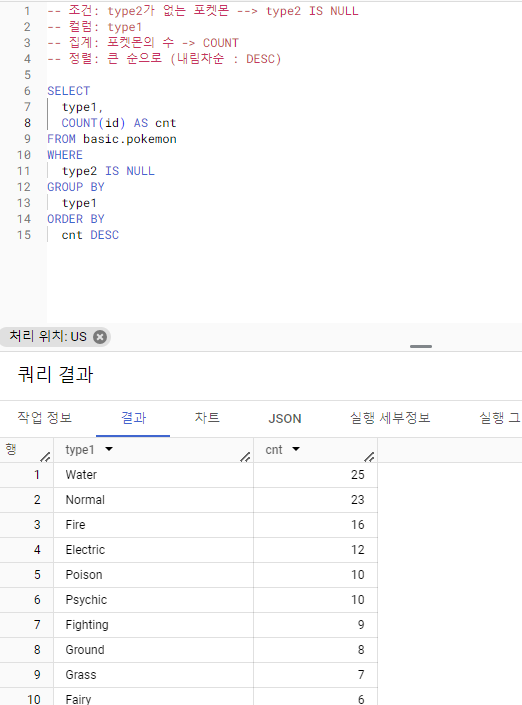 1 -- 조건: type2가 없는 포켓몬 --> type2 IS NULL
2 -- 컬럼: type1
3 -- 집계: 포켓몬의 수 -> COUNT
4 -- 정렬: 큰 순으로 (내림차순 : DESC)
5
6 SELECT
7 type1,
8 COUNT(id) AS cnt
9 FROM basic.pokemon
10 WHERE
11 type2 IS NULL
12 GROUP BY
13 type1
14 ORDER BY
15 cnt DESC
처리 위치: US
쿼리 결과
작업 정보 결과 차트 JSON 실행 세부정보 실행 그
행 type1 cnt
1 Water 25
2 Normal 23
3 Fire 16
4 Electric 12
5 Poison 10
6 Psychic 10
7 Fighting 9
8 Ground 8
9 Grass 7
10 Fairy 6